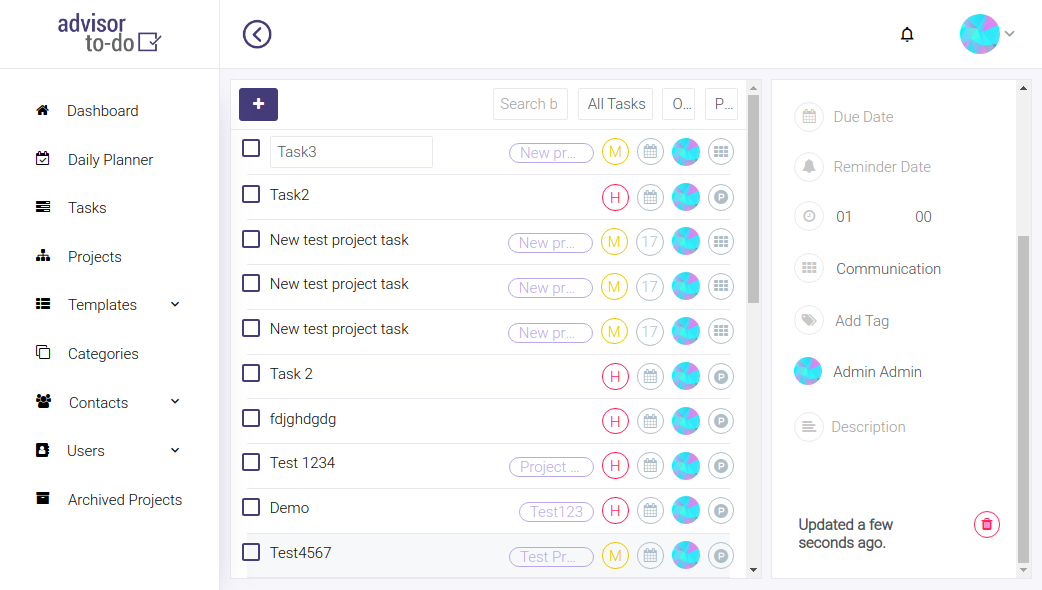 advisor
to-do
Dashboard
Daily Planner
Tasks
Projects
Templates
Categories
Contacts
Users
Archived Projects
+
Search b
All Tasks
O...
P...
Task3
New pr...
M
Task2
H
P
New test project task
New pr...
M
17
New test project task
New pr...
M
17
New test project task
New pr...
M
17
Task 2
H
P
fdjghdgdg
H
P
Test 1234
Project ...
H
P
Demo
Test123
H
P
Test4567
Test Pr...
M
P
Due Date
Reminder Date
01 00
Communication
Add Tag
Admin Admin
Description
Updated a few
seconds ago.